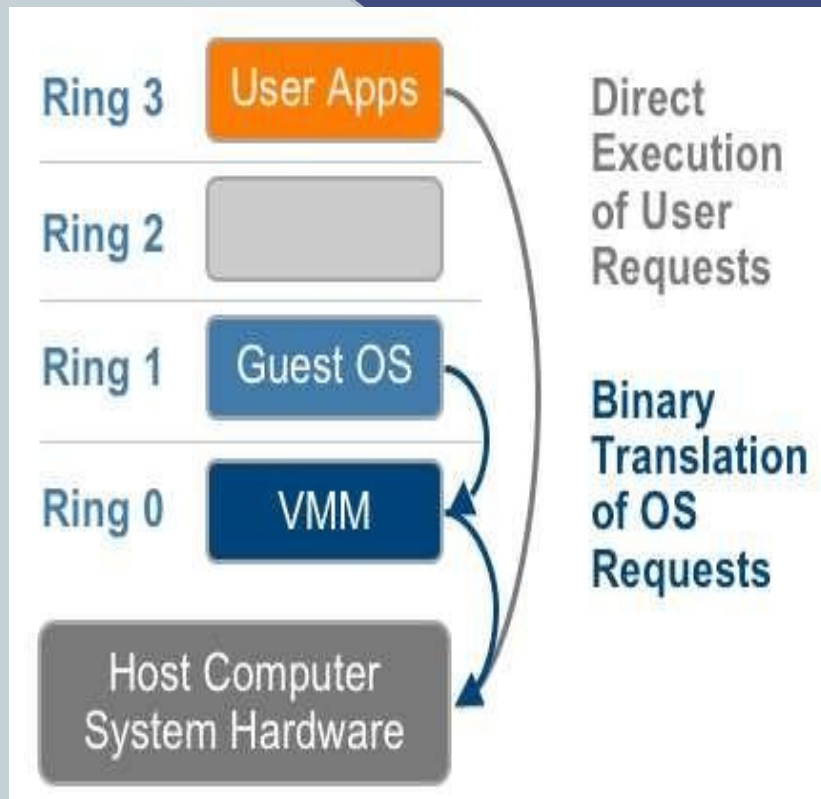 Ring 3
User Apps
Ring 2
Ring 1
Guest OS
Ring 0
VMM
Host Computer
System Hardware
Direct
Execution
of User
Requests
Binary
Translation
of OS
Requests